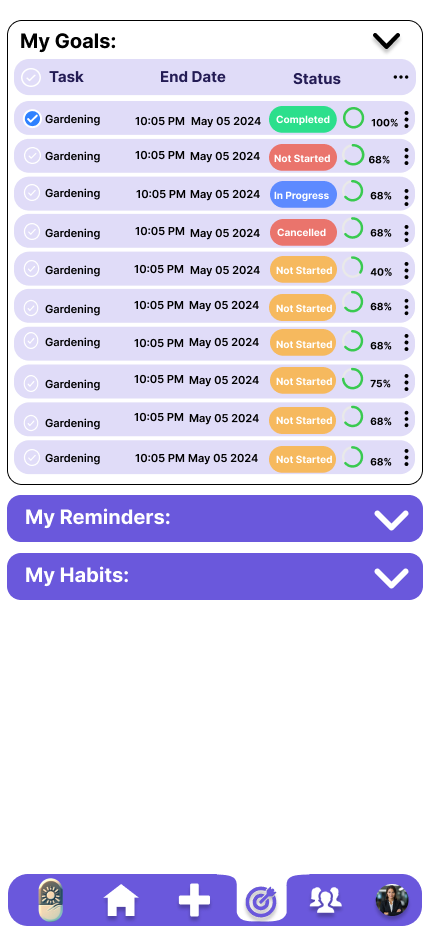 My Goals:
Task End Date Status
Gardening 10:05 PM May 05 2024 Completed 100%
Gardening 10:05 PM May 05 2024 Not Started 68%
Gardening 10:05 PM May 05 2024 In Progress 68%
Gardening 10:05 PM May 05 2024 Cancelled 68%
Gardening 10:05 PM May 05 2024 Not Started 40%
Gardening 10:05 PM May 05 2024 Not Started 68%
Gardening 10:05 PM May 05 2024 Not Started 68%
Gardening 10:05 PM May 05 2024 Not Started 75%
Gardening 10:05 PM May 05 2024 Not Started 68%
Gardening 10:05 PM May 05 2024 Not Started 68%
My Reminders:
My Habits: